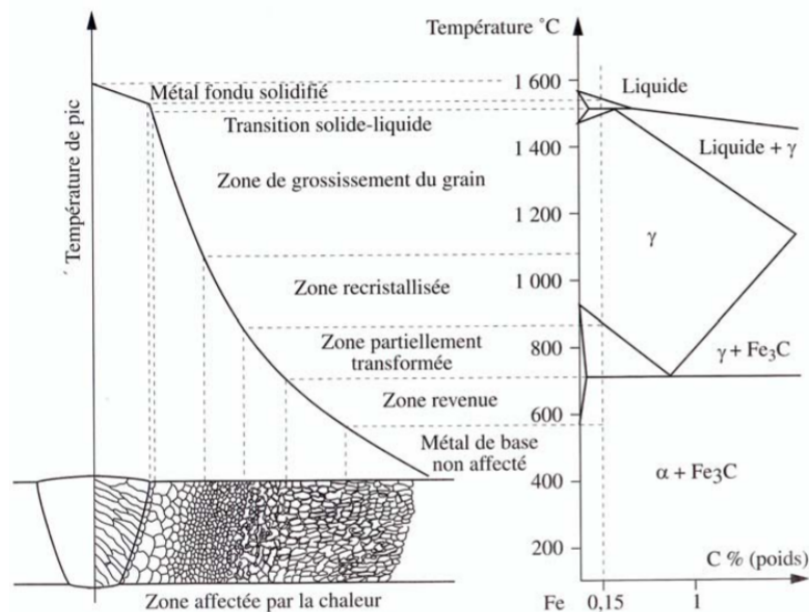 Température °C
Température de pic
Métal fondu solidifié
Transition solide-liquide
Zone de grossissement du grain
Zone recristallisée
Zone partiellement
transformée
Zone revenue
Métal de base
non affecté
Zone affectée par la chaleur
1 600
1 400
1 200
1 000
800
600
400
200
Liquide
Liquide + γ
γ
γ + Fe3C
α + Fe3C
C % (poids)
Fe
0,15
1